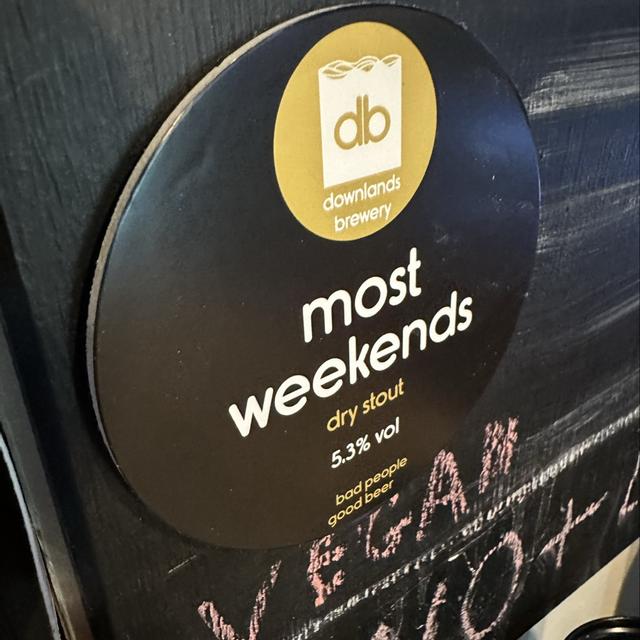 db
downlands
brewery
most
weekends
dry stout
5.3% vol
bad people
good beer
VEGAN